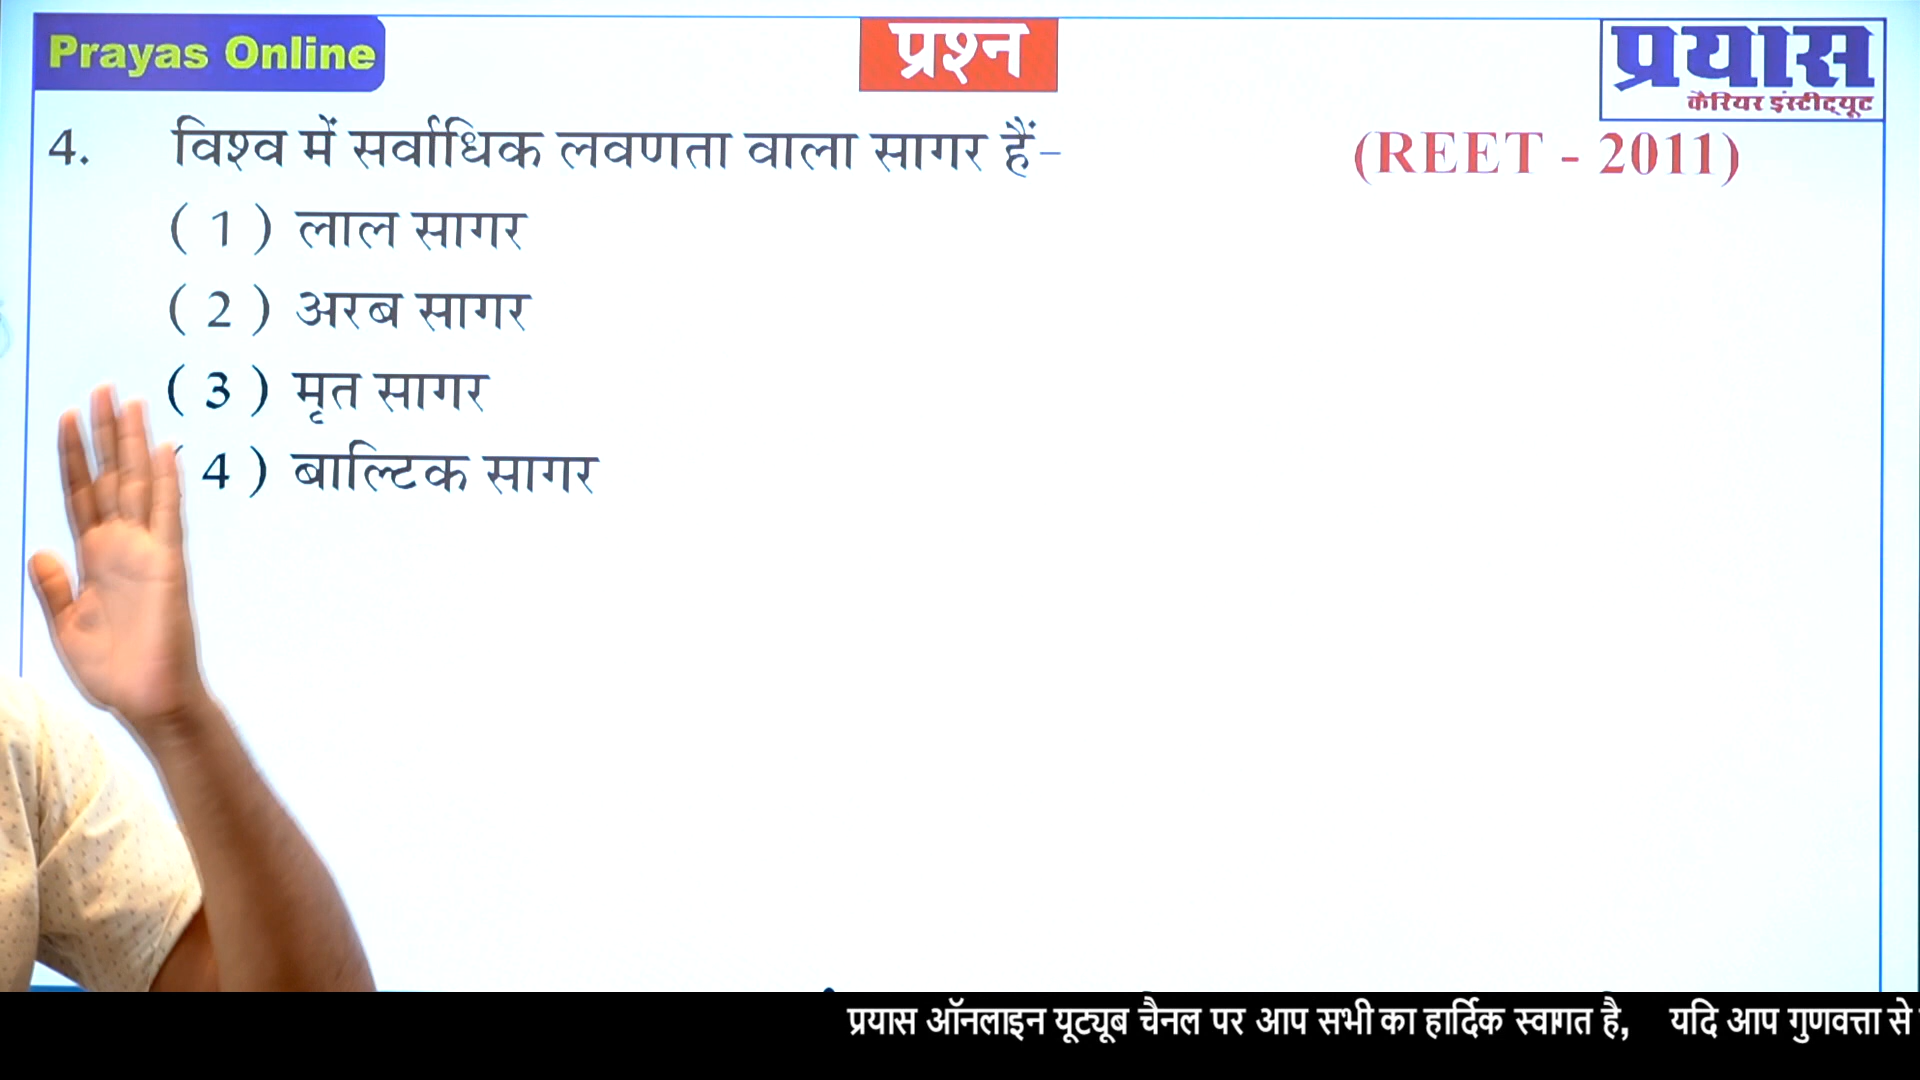 Prayas Online
प्रश्न
प्रयास
कैरियर इंस्टीट्यूट
4. विश्व में सर्वाधिक लवणता वाला सागर हैं-
(REET - 2011)
( 1 ) लाल सागर
( 2 ) अरब सागर
( 3 ) मृत सागर
( 4 ) बाल्टिक सागर
प्रयास ऑनलाइन यूट्यूब चैनल पर आप सभी का हार्दिक स्वागत है, यदि आप गुणवत्ता से